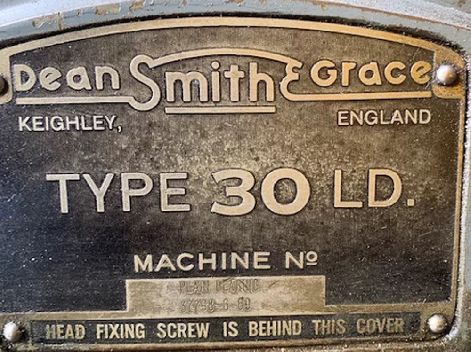 Dean Smith & Grace
KEIGHLEY, ENGLAND
TYPE 30 LD.
MACHINE Nº
HEAD FIXING SCREW IS BEHIND THIS COVER